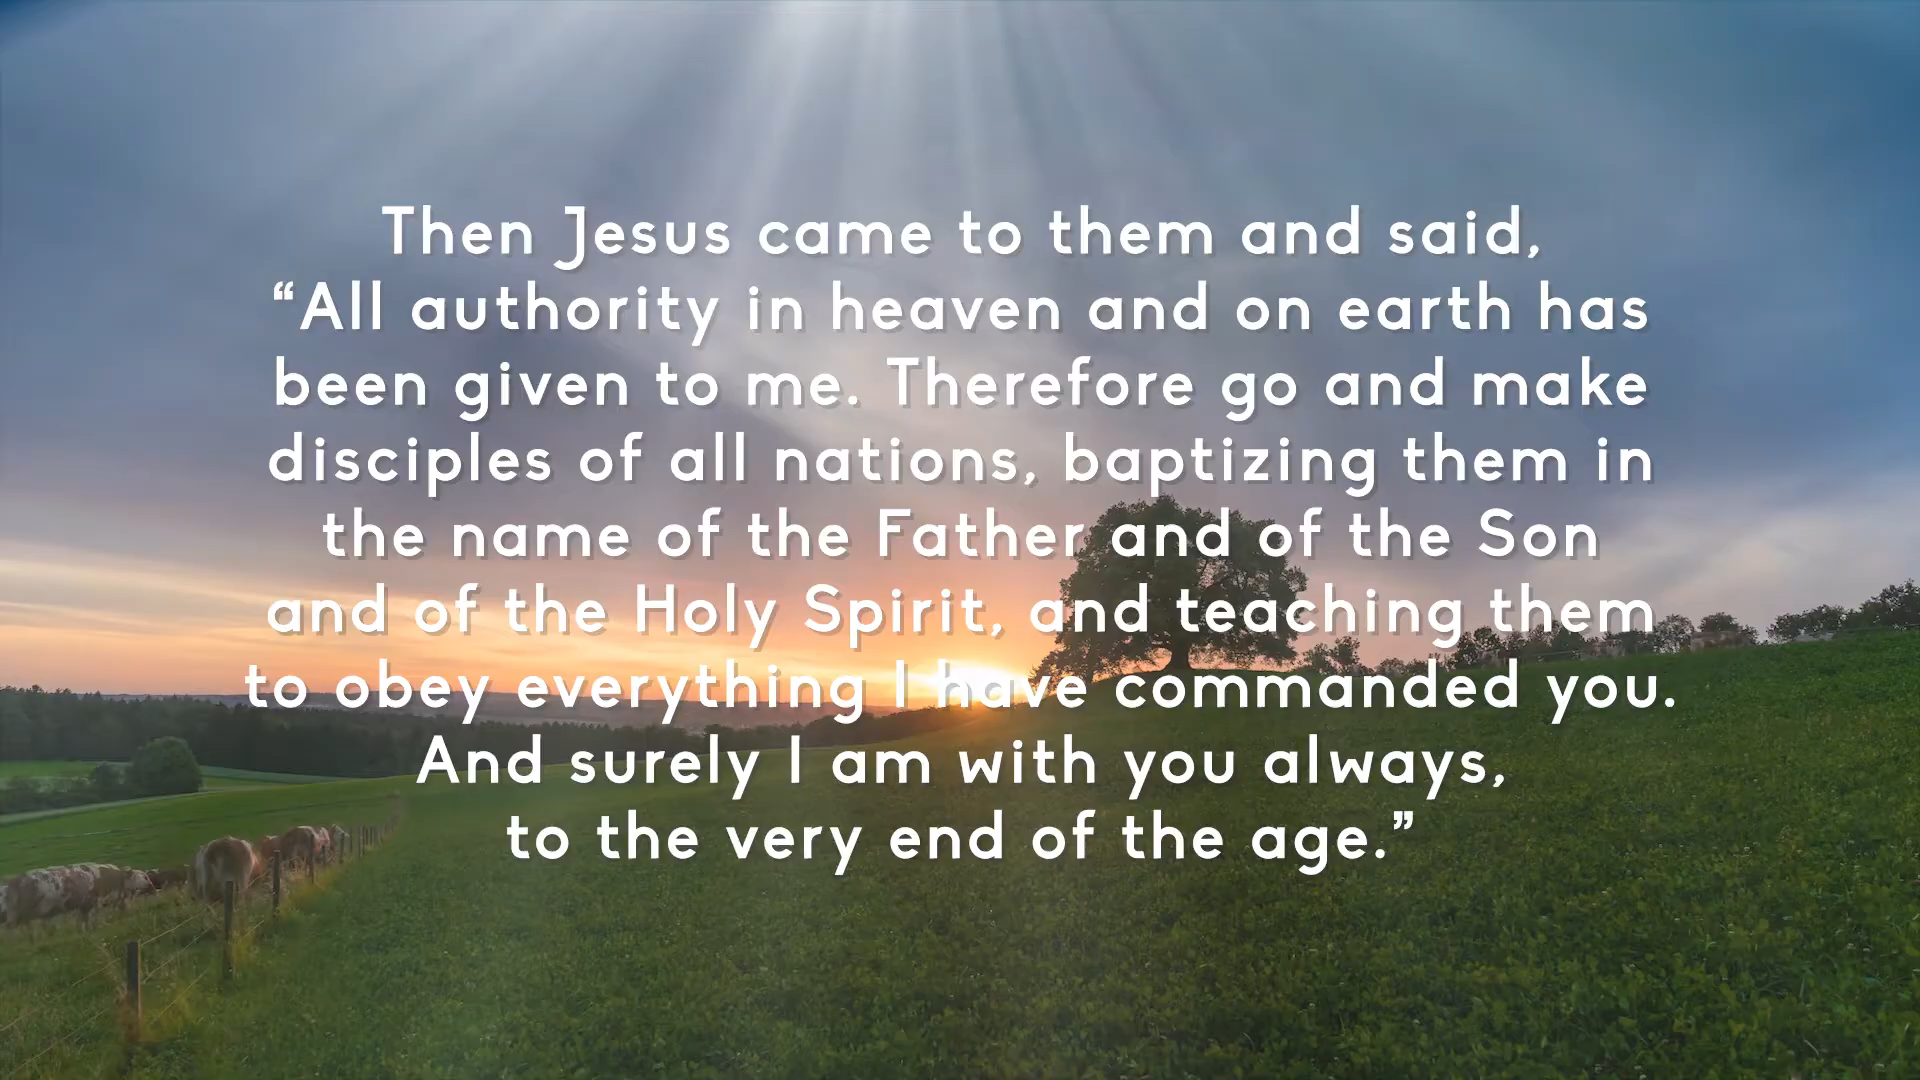 Then Jesus came to them and said,
“All authority in heaven and on earth has
been given to me. Therefore go and make
disciples of all nations, baptizing them in
the name of the Father and of the Son
and of the Holy Spirit, and teaching them
to obey everything I have commanded you.
And surely I am with you always,
to the very end of the age.”